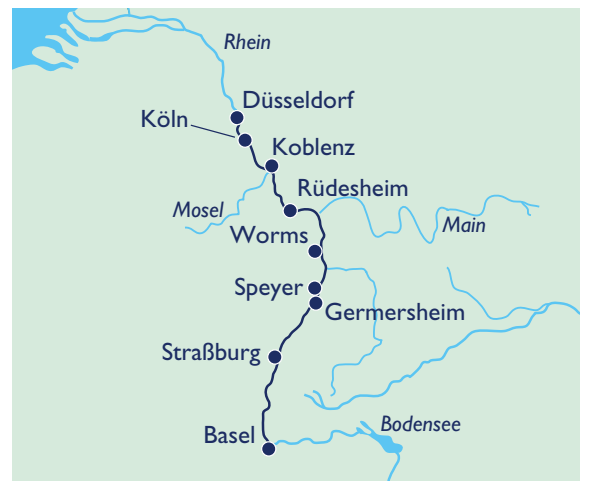 Rhein
Düsseldorf
Köln
Koblenz
Rüdesheim
Mosel
Main
Worms
Speyer
Germersheim
Straßburg
Basel
Bodensee